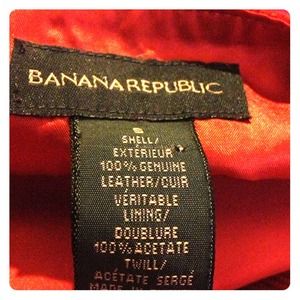 BANANA REPUBLIC
SHELL/
EXTÉRIEUR
100% GENUINE
LEATHER/CUIR
VÉRITABLE
LINING/
DOUBLURE
100% ACETATE
TWILL/
ACÉTATE SERGÉ